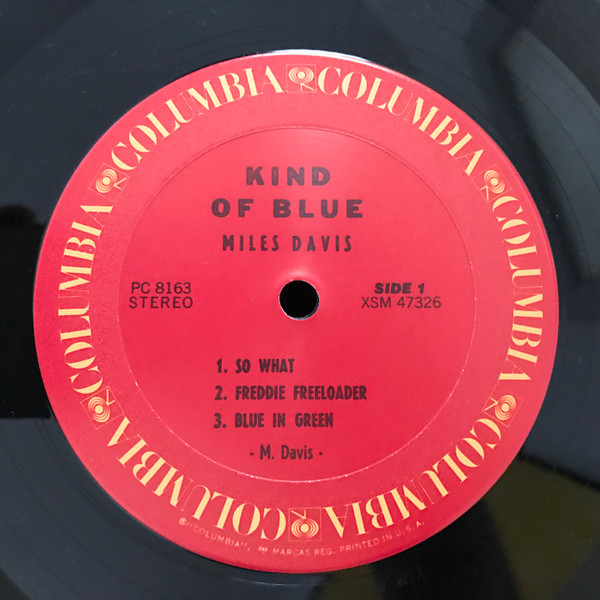 COLUMBIA COLUMBIA COLUMBIA COLUMBIA COLUMBIA COLUMBIA
KIND
OF BLUE
MILES DAVIS
PC 8163
STEREO
SIDE 1
XSM 47326
1. SO WHAT
2. FREDDIE FREELOADER
3. BLUE IN GREEN
- M. Davis -
®"COLUMBIA", MARCAS REG. PRINTED IN U.S.A.